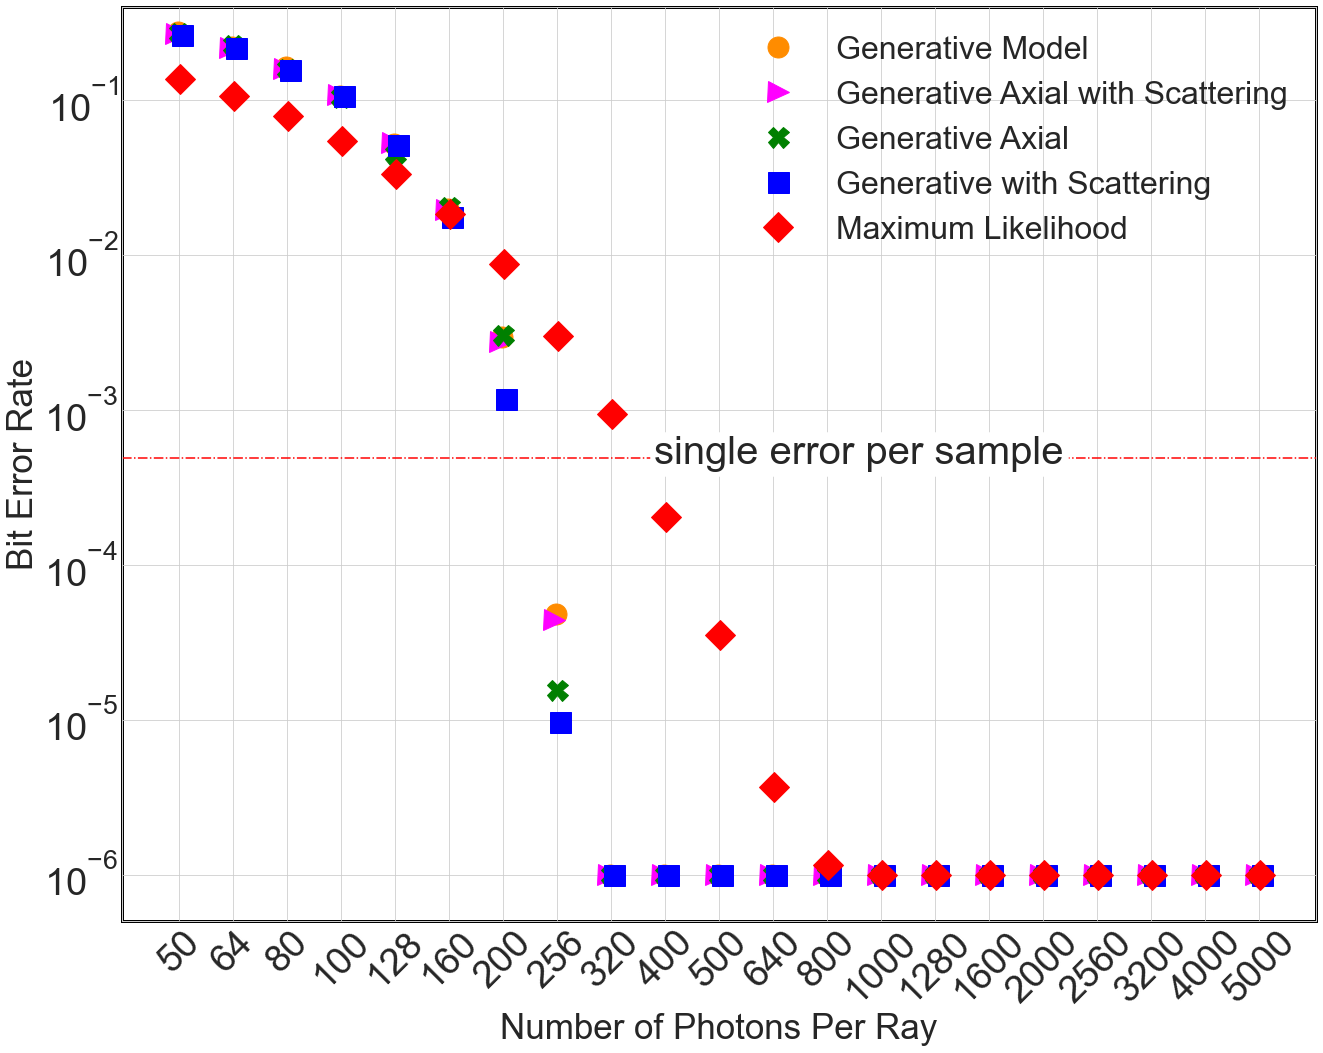 Generative Model
Generative Axial with Scattering
Generative Axial
Generative with Scattering
Maximum Likelihood
Bit Error Rate
10⁻¹
10⁻²
10⁻³
10⁻⁴
10⁻⁵
10⁻⁶
single error per sample
50 64 80 100 128 160 200 256 320 400 500 640 800 1000 1280 1600 2000 2560 3200 4000 5000
Number of Photons Per Ray